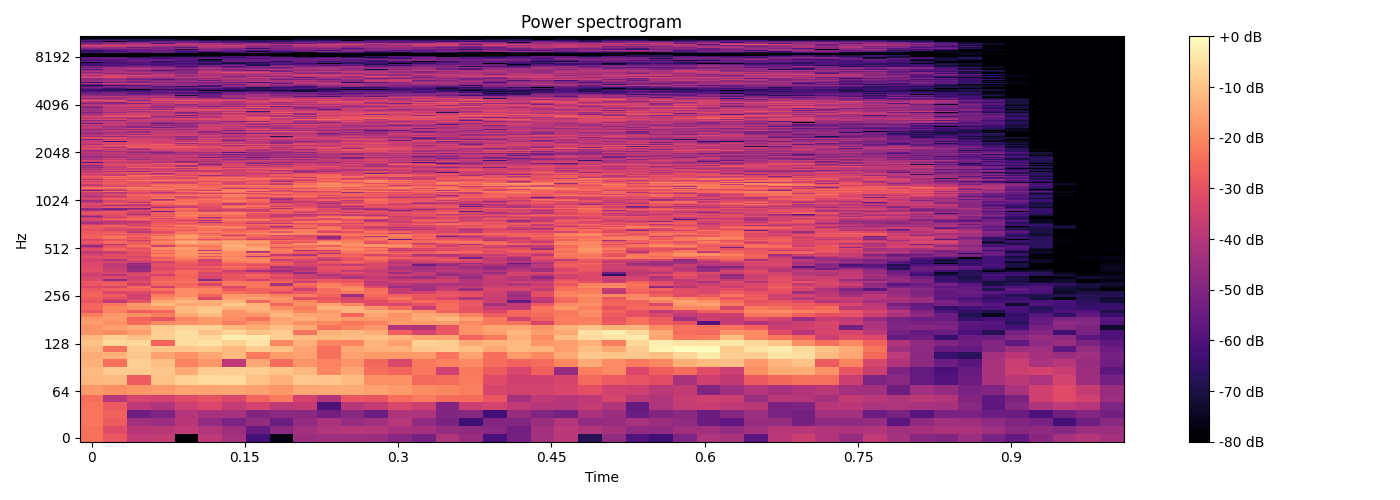 Power spectrogram
Hz
8192
4096
2048
1024
512
256
128
64
0
0 0.15 0.3 0.45 0.6 0.75 0.9
Time
+0 dB
-10 dB
-20 dB
-30 dB
-40 dB
-50 dB
-60 dB
-70 dB
-80 dB